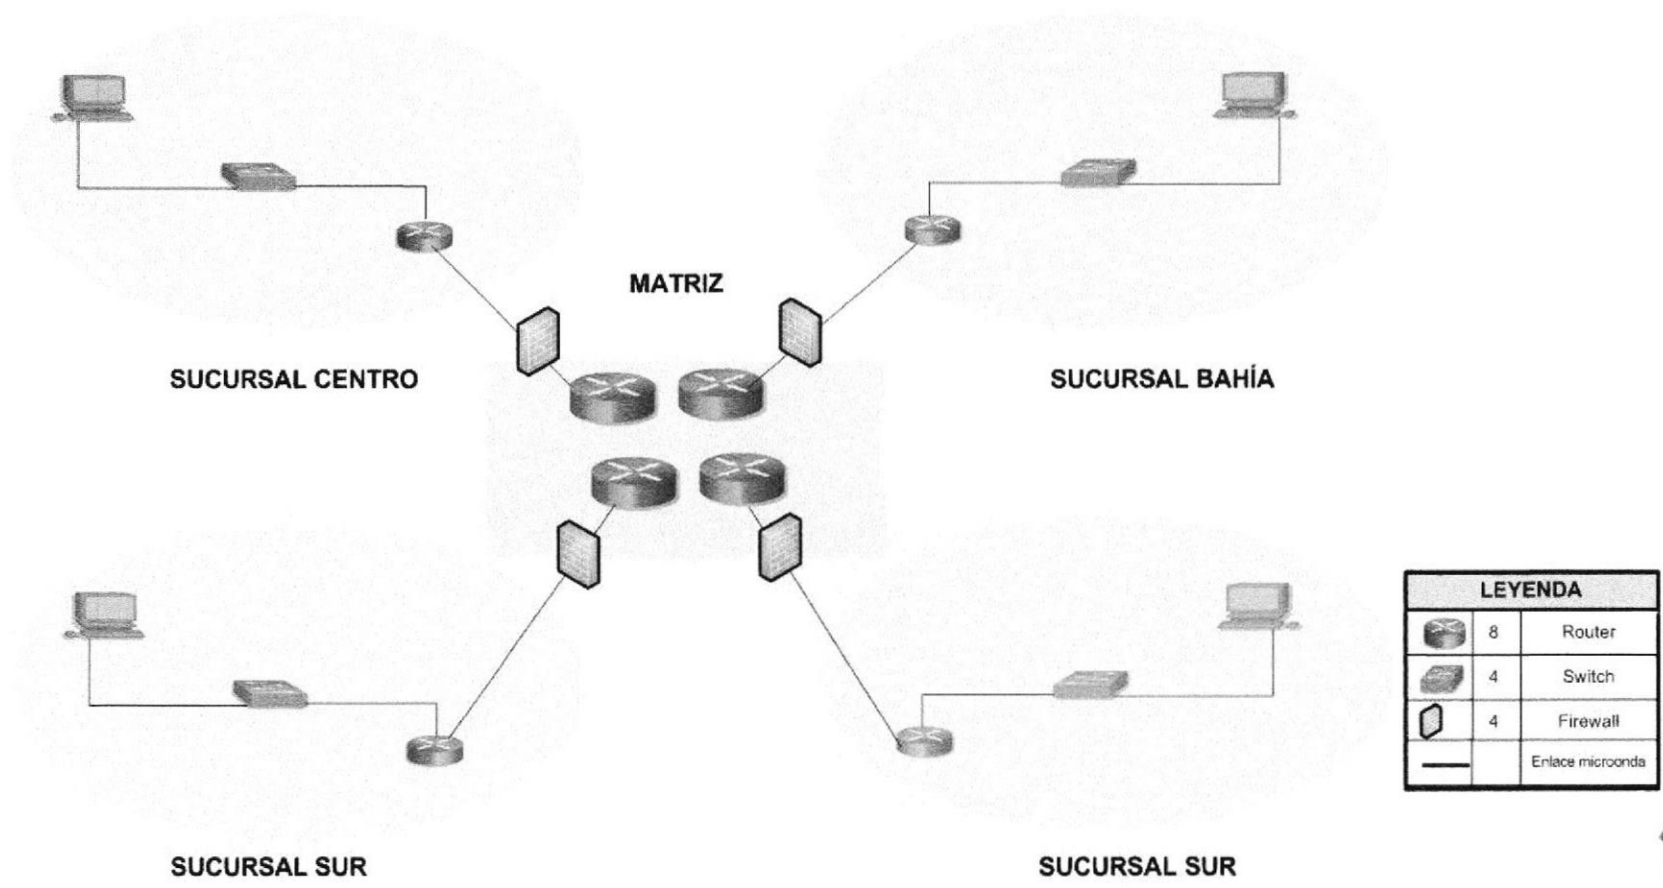 MATRIZ
SUCURSAL CENTRO
SUCURSAL BAHÍA
LEYENDA
8 Router
4 Switch
4 Firewall
Enlace microonda
SUCURSAL SUR
SUCURSAL SUR